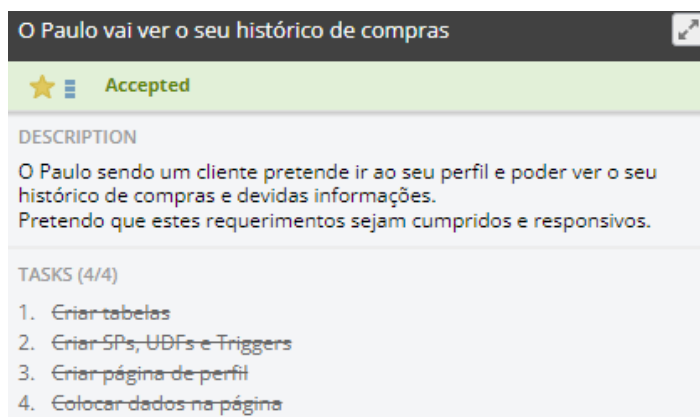 O Paulo vai ver o seu histórico de compras
Accepted
DESCRIPTION
O Paulo sendo um cliente pretende ir ao seu perfil e poder ver o seu
histórico de compras e devidas informações.
Pretendo que estes requerimentos sejam cumpridos e responsivos.
TASKS (4/4)
1. Criar tabelas
2. Criar SPs, UDFs e Triggers
3. Criar página de perfil
4. Colocar dados na página